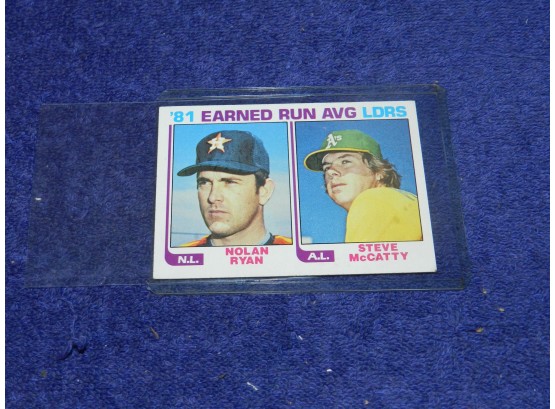 '81 EARNED RUN AVG LDRS
A's
N.L.
NOLAN
RYAN
A.L.
STEVE
McCATTY